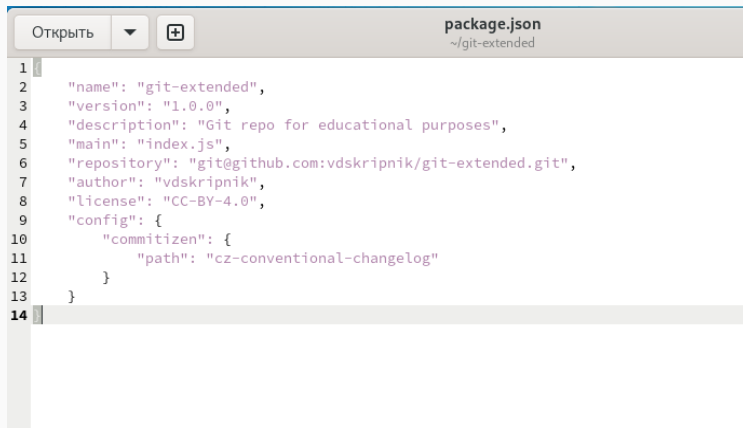 Открыть
package.json
~/git-extended
1 {
2     "name": "git-extended",
3     "version": "1.0.0",
4     "description": "Git repo for educational purposes",
5     "main": "index.js",
6     "repository": "git@github.com:vdskripnik/git-extended.git",
7     "author": "vdskripnik",
8     "license": "CC-BY-4.0",
9     "config": {
10         "commitizen": {
11             "path": "cz-conventional-changelog"
12         }
13     }
14 }